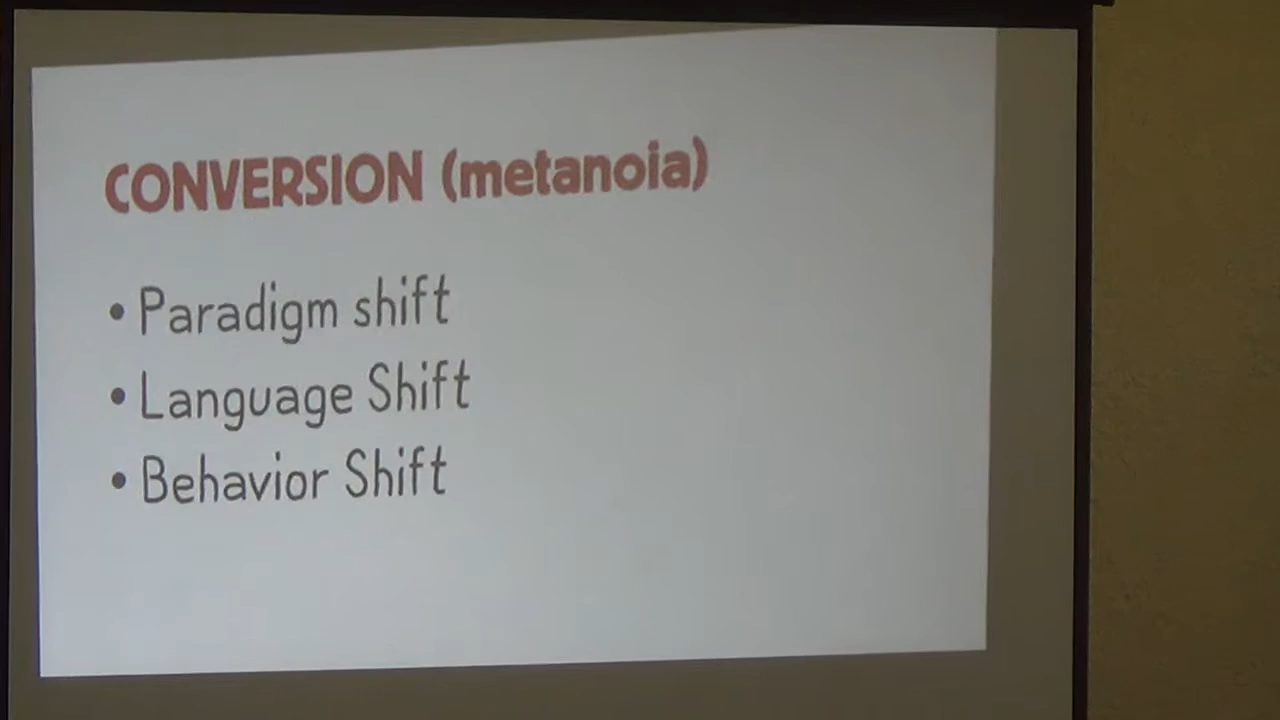 CONVERSION (metanoia)
• Paradigm shift
• Language Shift
• Behavior Shift